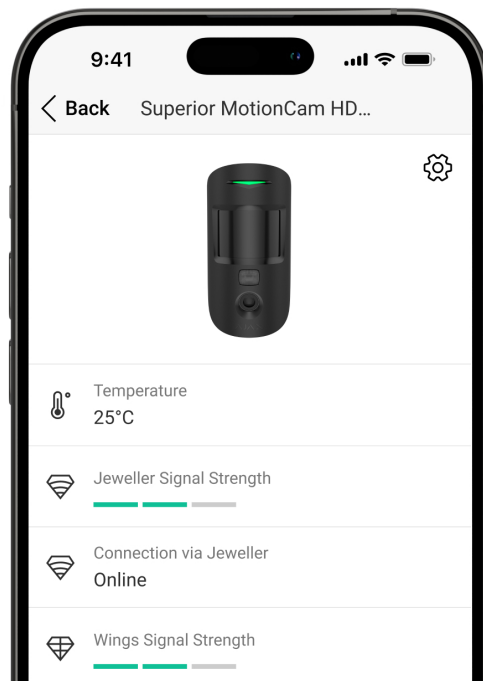 9:41
Back
Superior MotionCam HD...
Temperature
25°C
Jeweller Signal Strength
Connection via Jeweller
Online
Wings Signal Strength